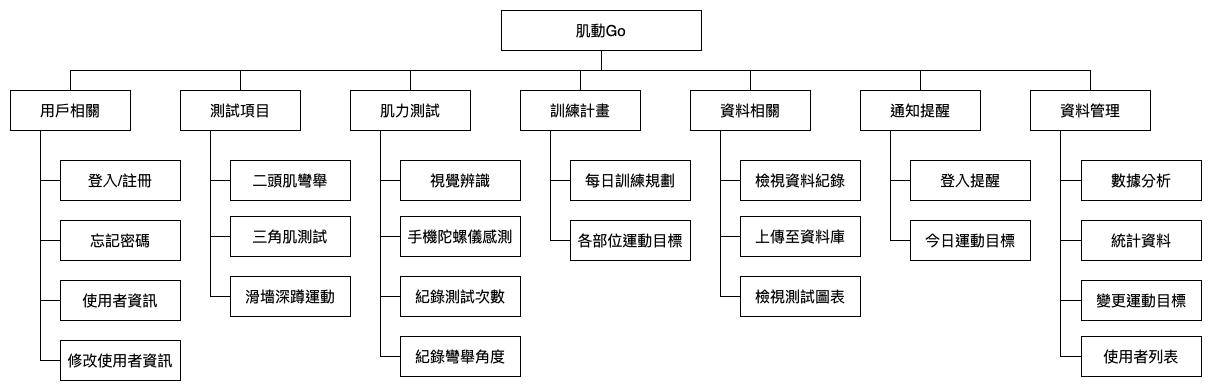 肌動Go
用戶相關
登入/註冊
忘記密碼
使用者資訊
修改使用者資訊
測試項目
二頭肌彎舉
三角肌測試
滑墻深蹲運動
肌力測試
視覺辨識
手機陀螺儀感測
紀錄測試次數
紀錄彎舉角度
訓練計畫
每日訓練規劃
各部位運動目標
資料相關
檢視資料紀錄
上傳至資料庫
檢視測試圖表
通知提醒
登入提醒
今日運動目標
資料管理
數據分析
統計資料
變更運動目標
使用者列表